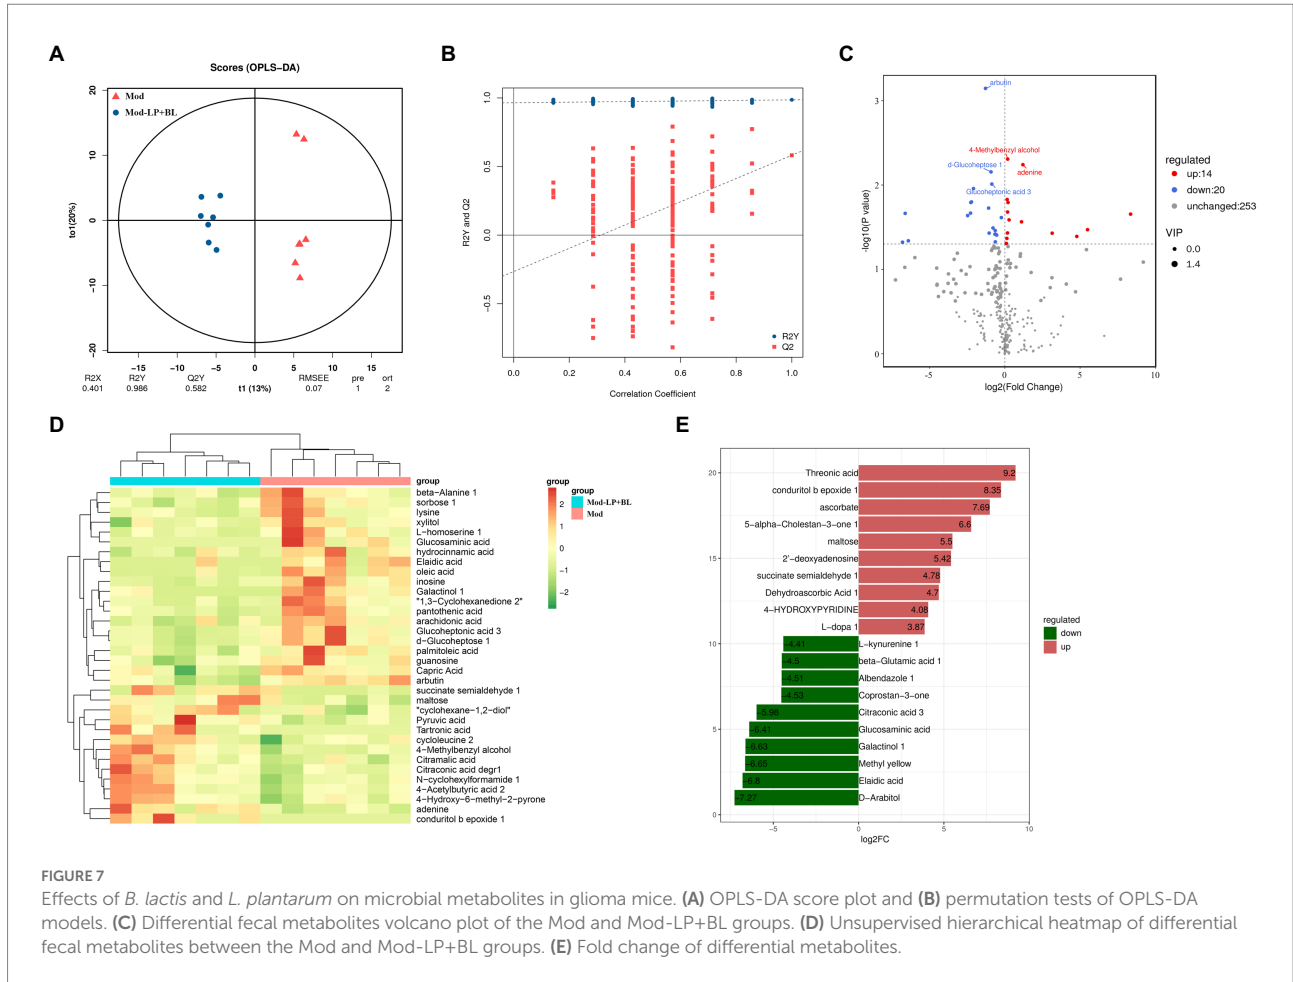 A
Scores (OPLS-DA)
Mod
Mod-LP+BL
to1(20%)
20
10
0
−10
−20
−15
−10
−5
0
5
10
15
R2X
R2Y
Q2Y
RMSEE
pre
ort
0.401
0.986
0.582
t1 (13%)
0.07
1
2
B
R2Y and Q2
1.0
0.5
0.0
−0.5
R2Y
Q2
0.0
0.2
0.4
0.6
0.8
1.0
Correlation Coefficient
C
-log10(P value)
3
2
1
0
arbutin
4-Methylbenzyl alcohol
d-Glucoheptose 1
adenine
Glucoheptonic acid 3
−5
0
5
10
log2(Fold Change)
regulated
up:14
down:20
unchanged:253
VIP
0.0
1.4
D
group
beta−Alanine 1
sorbose 1
lysine
xylitol
L−homoserine 1
Glucosaminic acid
hydrocinnamic acid
Elaidic acid
oleic acid
inosine
Galactinol 1
"1,3−Cyclohexanedione 2"
pantothenic acid
arachidonic acid
Glucoheptonic acid 3
d−Glucoheptose 1
palmitoleic acid
guanosine
Capric Acid
arbutin
succinate semialdehyde 1
maltose
"cyclohexane−1,2−diol"
Pyruvic acid
Tartronic acid
cycloleucine 2
4−Methylbenzyl alcohol
Citramalic acid
Citraconic acid degr1
N−cyclohexylformamide 1
4−Acetylbutyric acid 2
4−Hydroxy−6−methyl−2−pyrone
adenine
conduritol b epoxide 1
group
2
1
0
−1
−2
group
Mod-LP+BL
Mod
E
20
15
10
5
0
Threonic acid
9.2
conduritol b epoxide 1
8.35
ascorbate
7.69
5−alpha−Cholestan−3−one 1
6.6
maltose
5.5
2'−deoxyadenosine
5.42
succinate semialdehyde 1
4.78
Dehydroascorbic Acid 1
4.7
4−HYDROXYPYRIDINE
4.08
L−dopa 1
3.87
−4.41
L−kynurenine 1
−4.5
beta−Glutamic acid 1
−4.51
Albendazole 1
−4.53
Coprostan−3−one
−5.98
Citraconic acid 3
−6.41
Glucosaminic acid
−6.63
Galactinol 1
−6.65
Methyl yellow
−6.8
Elaidic acid
−7.27
D−Arabitol
−5
0
5
10
log2FC
regulated
down
up
FIGURE 7
Effects of B. lactis and L. plantarum on microbial metabolites in glioma mice. (A) OPLS-DA score plot and (B) permutation tests of OPLS-DA
models. (C) Differential fecal metabolites volcano plot of the Mod and Mod-LP+BL groups. (D) Unsupervised hierarchical heatmap of differential
fecal metabolites between the Mod and Mod-LP+BL groups. (E) Fold change of differential metabolites.